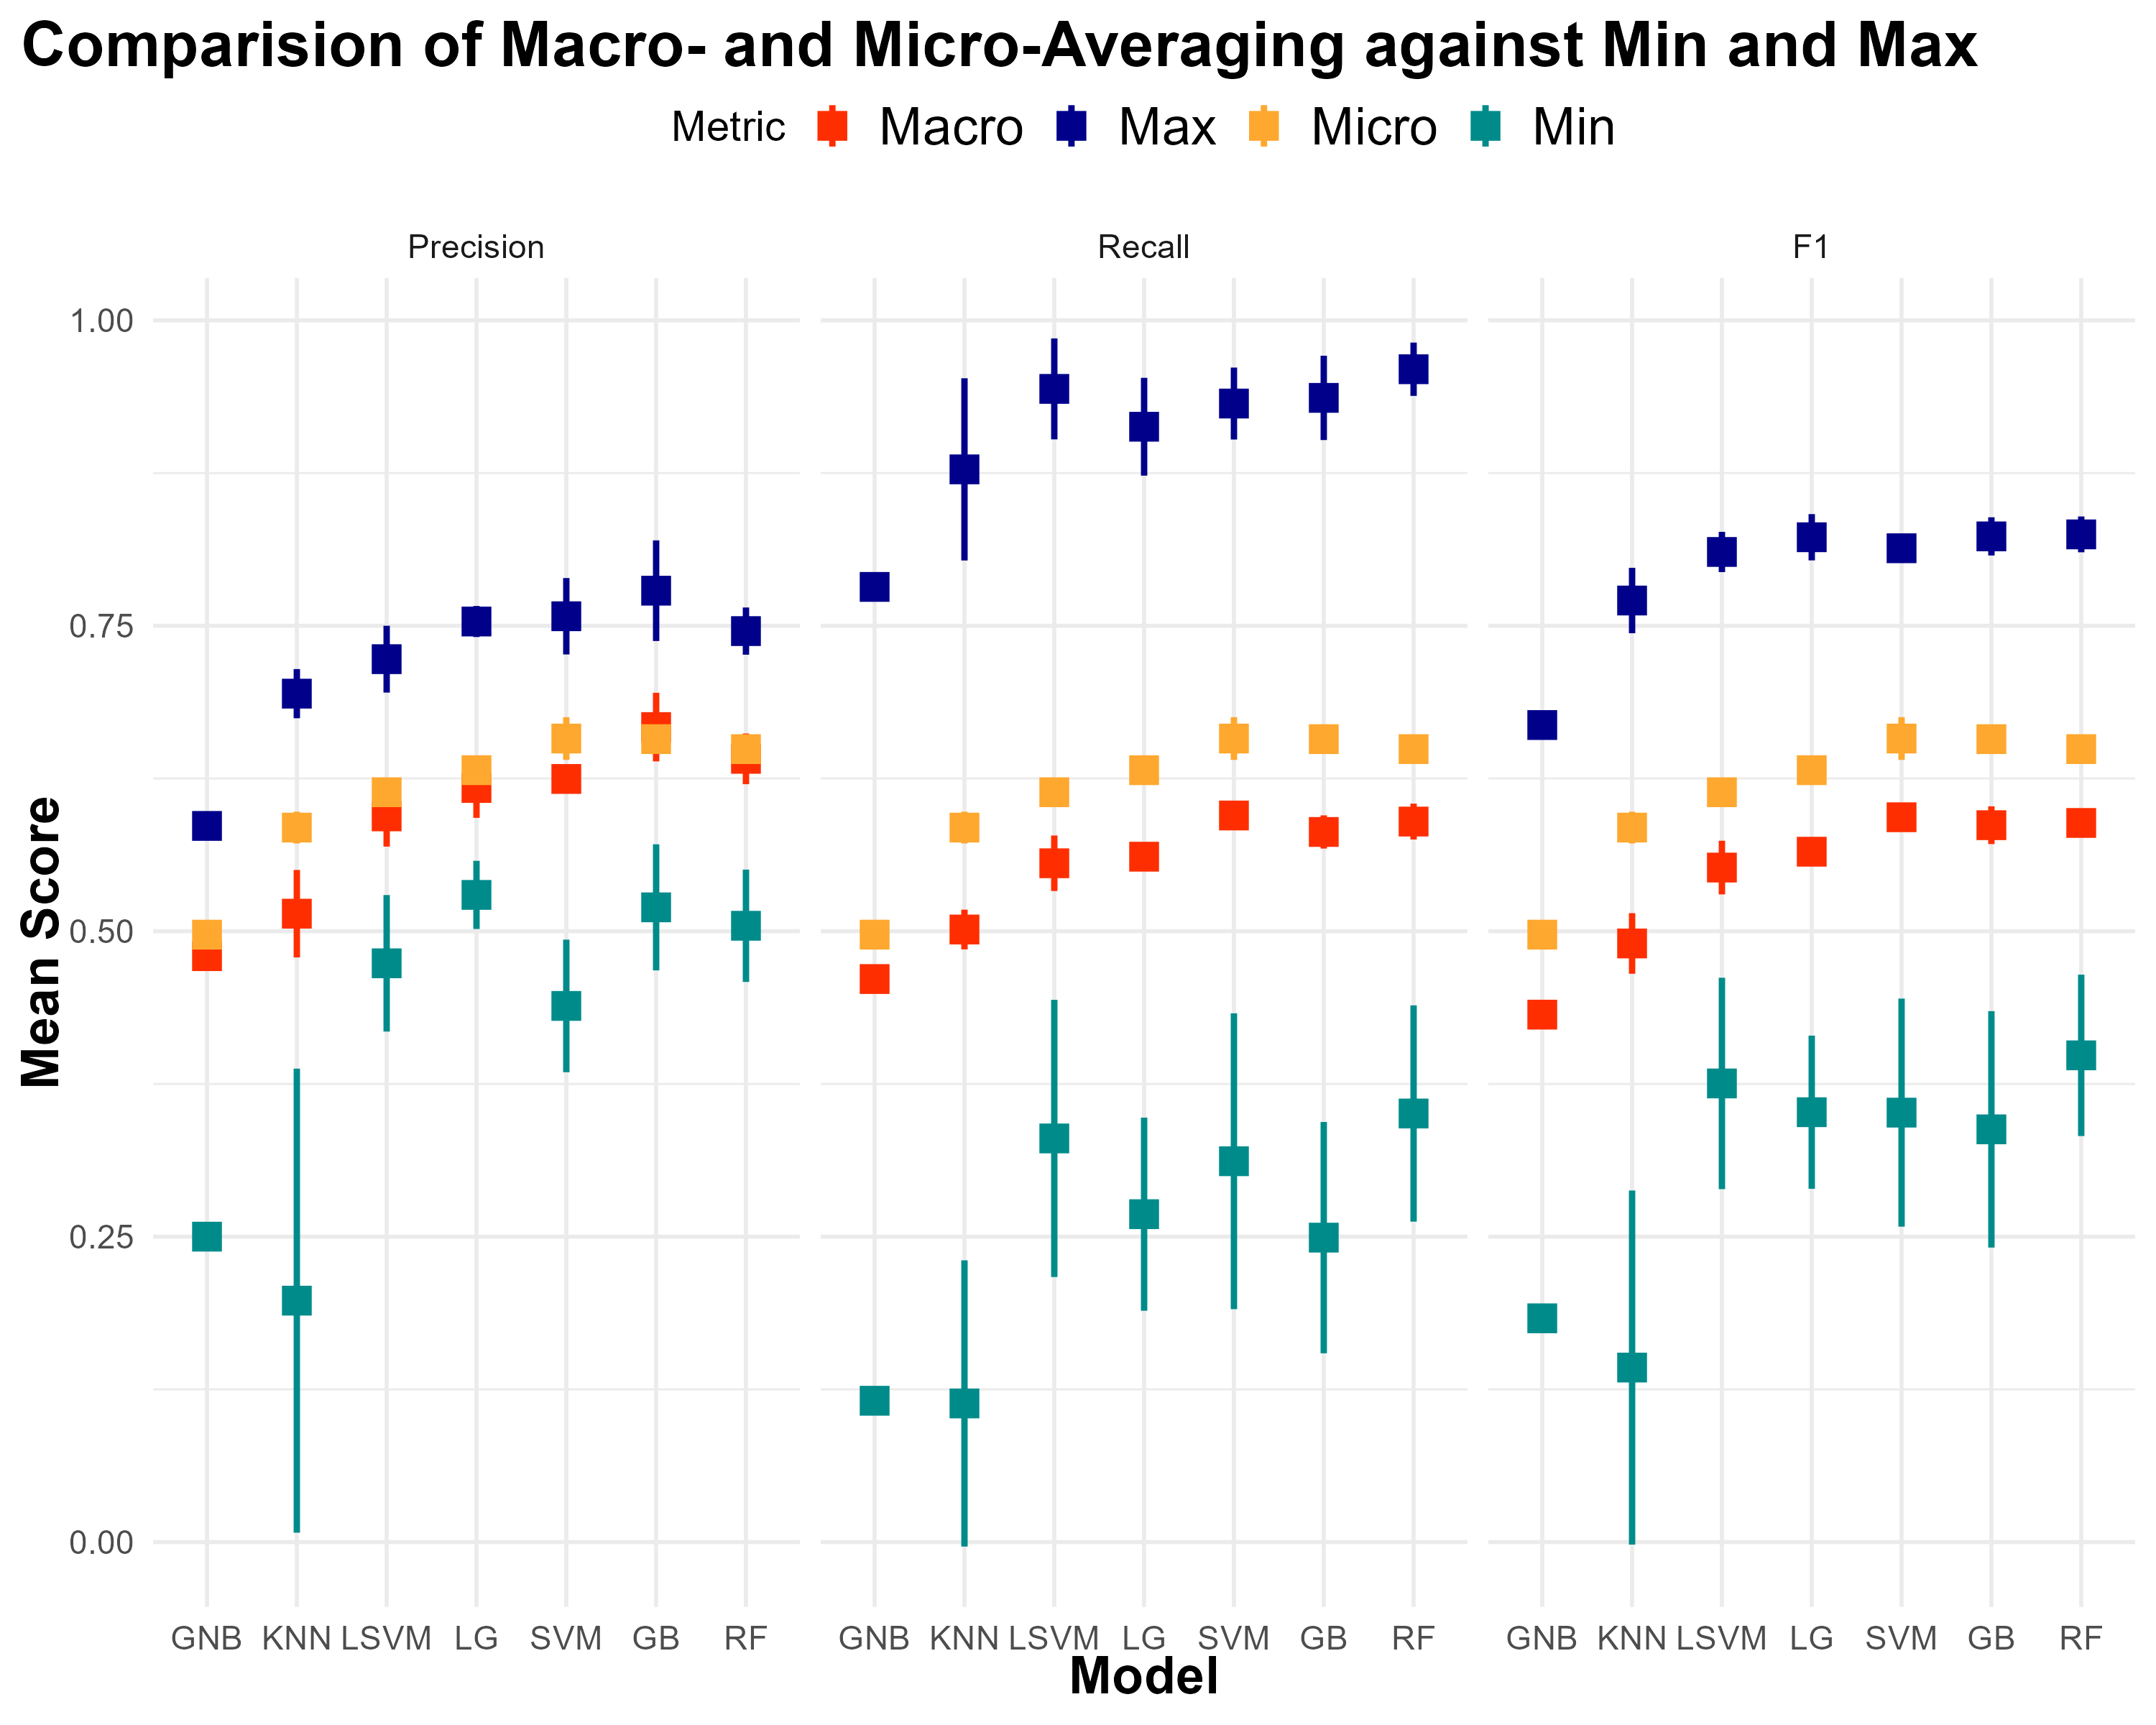 Comparision of Macro- and Micro-Averaging against Min and Max
Metric Macro Max Micro Min
Precision Recall F1
1.00
0.75
0.50
0.25
0.00
Mean Score
GNB KNN LSVM LG SVM GB RF GNB KNN LSVM LG SVM GB RF GNB KNN LSVM LG SVM GB RF
Model